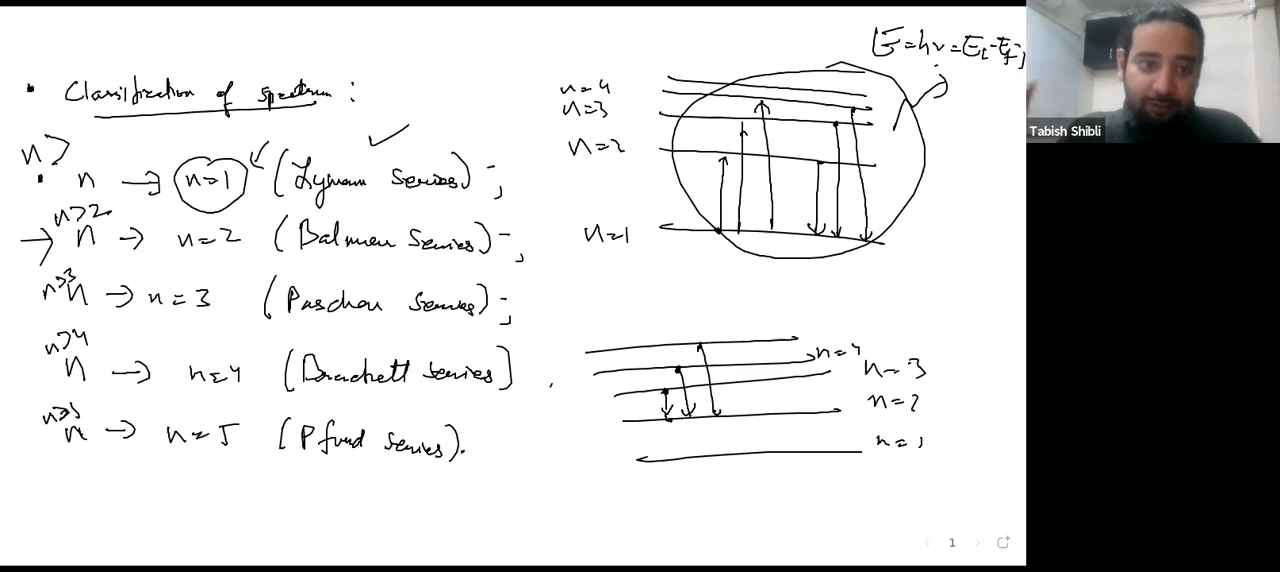 • Classification of spectrum :
n>
• n → n=1 (Lyman Series) ;
n>2
→ n → n=2 (Balmer Series) ;
n>3
n → n=3 (Paschen Series) ;
n>4
n → n=4 (Brackett Series)
n>5
n → n=5 (Pfund Series).
E=hν=Ei-Ef
n=4
n=3
n=2
n=1
n=4
n=3
n=2
n=1
Tabish Shibli
1